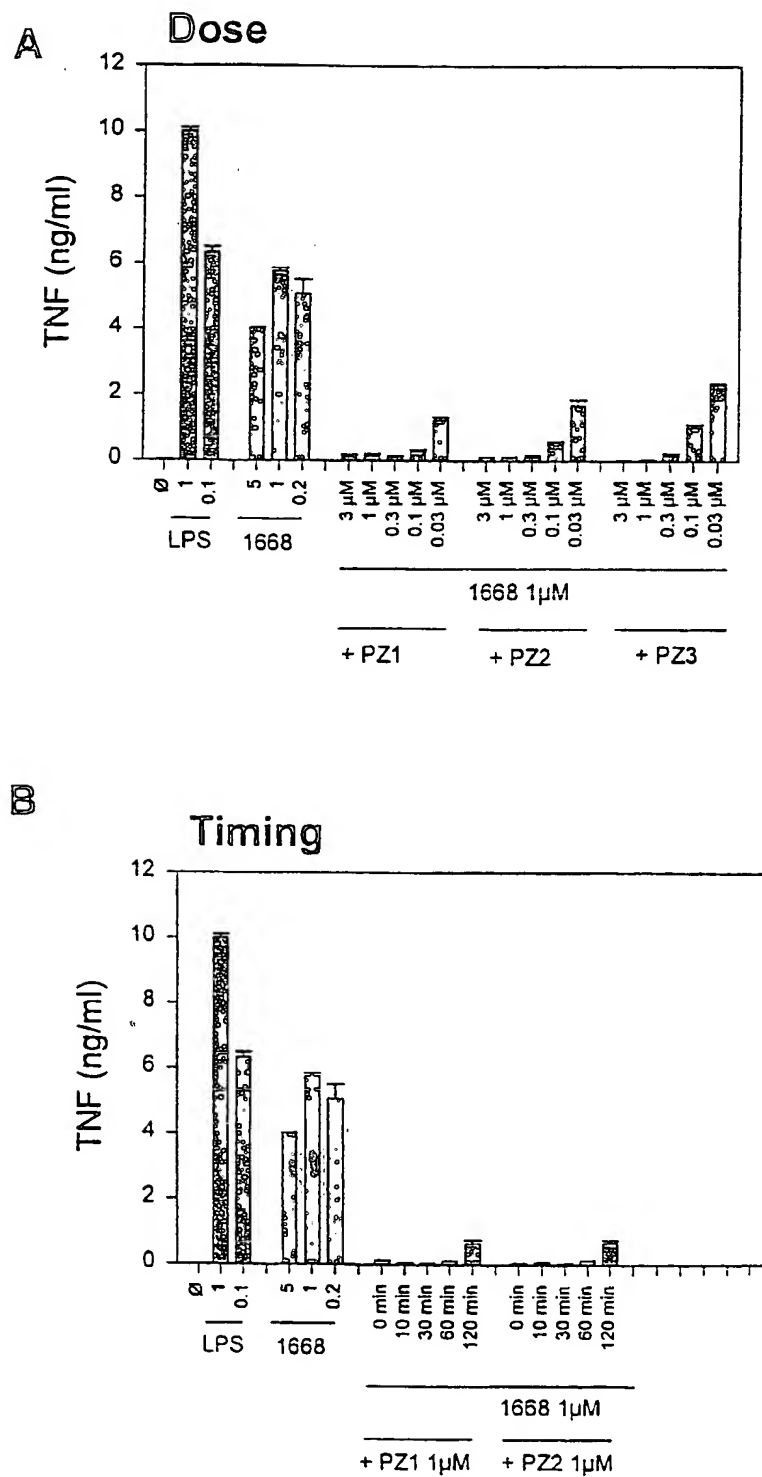 A
Dose
12
10
8
6
4
2
0
TNF (ng/ml)
Ø
1
0.1
5
1
0.2
3 µM
1 µM
0.3 µM
0.1 µM
0.03 µM
3 µM
1 µM
0.3 µM
0.1 µM
0.03 µM
3 µM
1 µM
0.3 µM
0.1 µM
0.03 µM
LPS
1668
1668 1µM
+ PZ1
+ PZ2
+ PZ3
B
Timing
12
10
8
6
4
2
0
TNF (ng/ml)
Ø
1
0.1
5
1
0.2
0 min
10 min
30 min
60 min
120 min
0 min
10 min
30 min
60 min
120 min
LPS
1668
1668 1µM
+ PZ1 1µM
+ PZ2 1µM